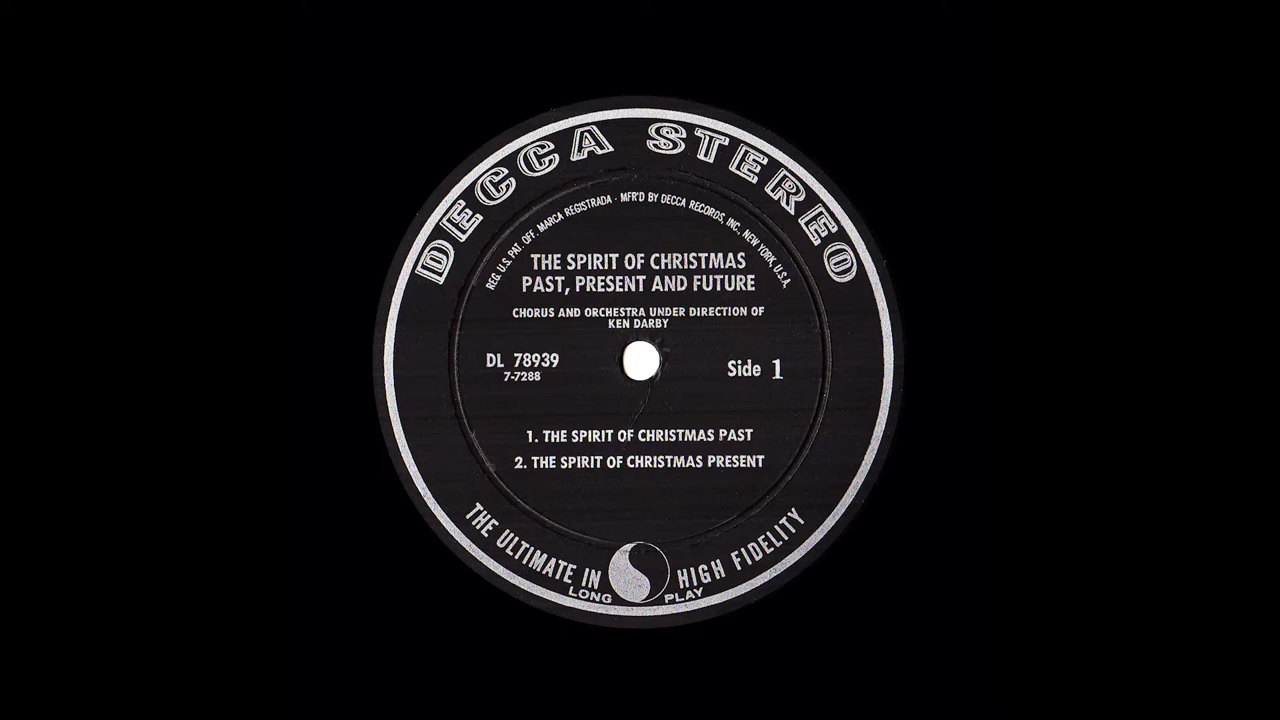 DECCA STEREO
REG. U.S. PAT. OFF. MARCA REGISTRADA · MFR'D BY DECCA RECORDS, INC., NEW YORK, U.S.A.
THE SPIRIT OF CHRISTMAS
PAST, PRESENT AND FUTURE
CHORUS AND ORCHESTRA UNDER DIRECTION OF
KEN DARBY
DL 78939
7-7288
Side 1
1. THE SPIRIT OF CHRISTMAS PAST
2. THE SPIRIT OF CHRISTMAS PRESENT
THE ULTIMATE IN HIGH FIDELITY
LONG PLAY